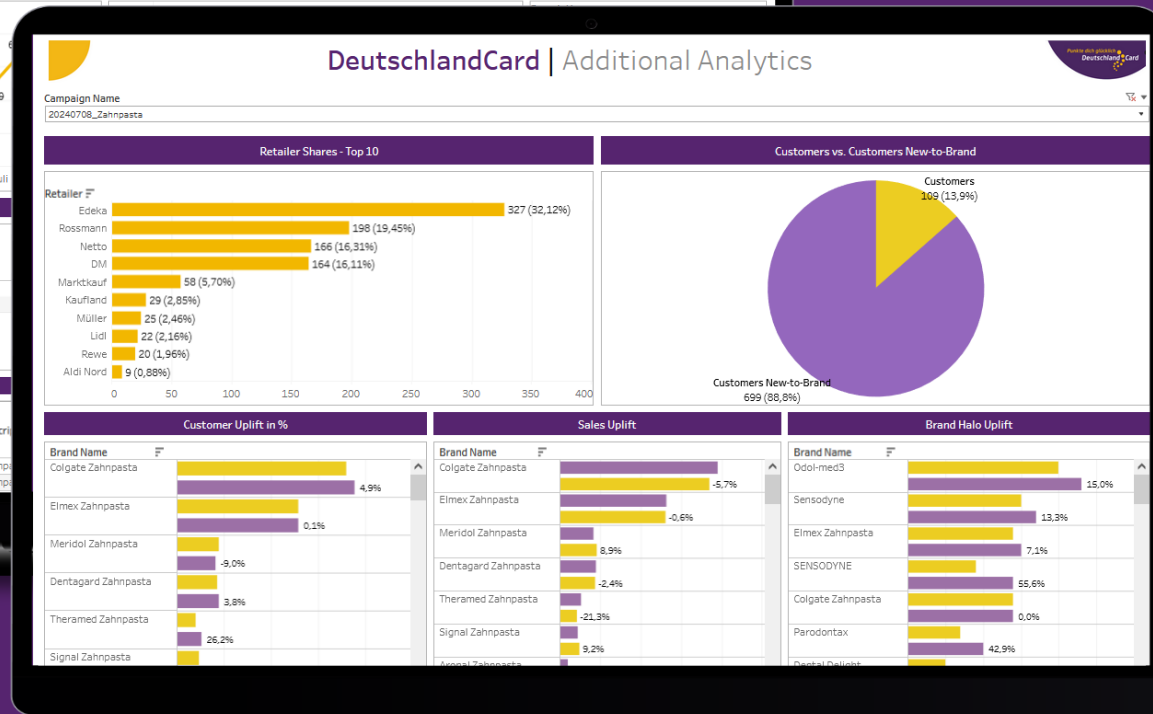 DeutschlandCard | Additional Analytics
Punkte dich glücklich
DeutschlandCard
Campaign Name
20240708_Zahnpasta
Retailer Shares - Top 10
Customers vs. Customers New-to-Brand
Retailer
Edeka 327 (32,12%)
Rossmann 198 (19,45%)
Netto 166 (16,31%)
DM 164 (16,11%)
Marktkauf 58 (5,70%)
Kaufland 29 (2,85%)
Müller 25 (2,46%)
Lidl 22 (2,16%)
Rewe 20 (1,96%)
Aldi Nord 9 (0,88%)
0 50 100 150 200 250 300 350 400
Customers
109 (13,9%)
Customers New-to-Brand
699 (88,8%)
Customer Uplift in %
Brand Name
Colgate Zahnpasta
4,9%
Elmex Zahnpasta
0,1%
Meridol Zahnpasta
-9,0%
Dentagard Zahnpasta
3,8%
Theramed Zahnpasta
26,2%
Signal Zahnpasta
Sales Uplift
Brand Name
Colgate Zahnpasta
-5,7%
Elmex Zahnpasta
-0,6%
Meridol Zahnpasta
8,9%
Dentagard Zahnpasta
-2,4%
Theramed Zahnpasta
-21,3%
Signal Zahnpasta
9,2%
Aronal Zahnpasta
Brand Halo Uplift
Brand Name
Odol-med3
15,0%
Sensodyne
13,3%
Elmex Zahnpasta
7,1%
SENSODYNE
55,6%
Colgate Zahnpasta
0,0%
Parodontax
42,9%
Dental Delight